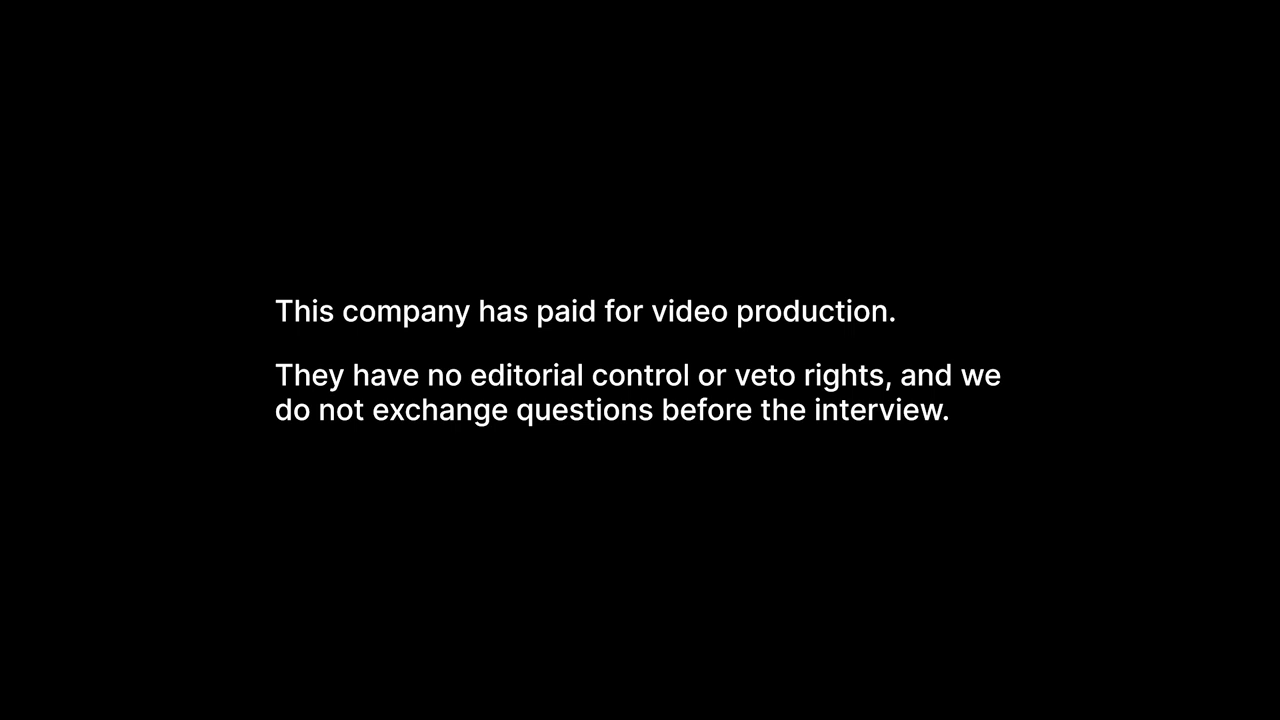 This company has paid for video production.
They have no editorial control or veto rights, and we
do not exchange questions before the interview.